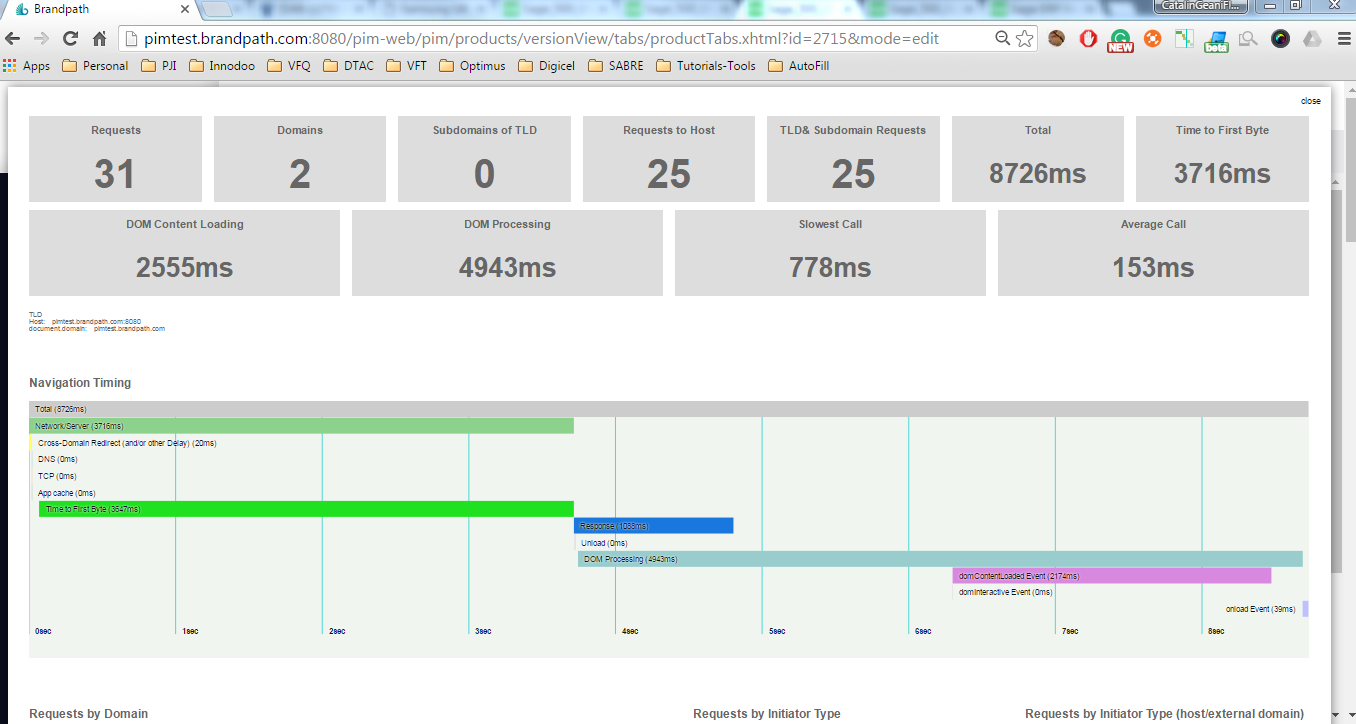 Brandpath
CatalinGeaniFl...
pimtest.brandpath.com:8080/pim-web/pim/products/versionView/tabs/productTabs.xhtml?id=2715&mode=edit
NEW
beta
Apps Personal PJI Innodoo VFQ DTAC VFT Optimus Digicel SABRE Tutorials-Tools AutoFill
close
Requests Domains Subdomains of TLD Requests to Host TLD& Subdomain Requests Total Time to First Byte
31 2 0 25 25 8726ms 3716ms
DOM Content Loading DOM Processing Slowest Call Average Call
2555ms 4943ms 778ms 153ms
TLD
Host: pimtest.brandpath.com:8080
document.domain: pimtest.brandpath.com
Navigation Timing
Total (8726ms)
Network/Server (3716ms)
Cross-Domain Redirect (and/or other Delay) (20ms)
DNS (0ms)
TCP (0ms)
App cache (0ms)
Time to First Byte (3647ms)
Response (1088ms)
Unload (0ms)
DOM Processing (4943ms)
domContentLoaded Event (2174ms)
domInteractive Event (0ms)
onload Event (39ms)
0sec 1sec 2sec 3sec 4sec 5sec 6sec 7sec 8sec
Requests by Domain Requests by Initiator Type Requests by Initiator Type (host/external domain)